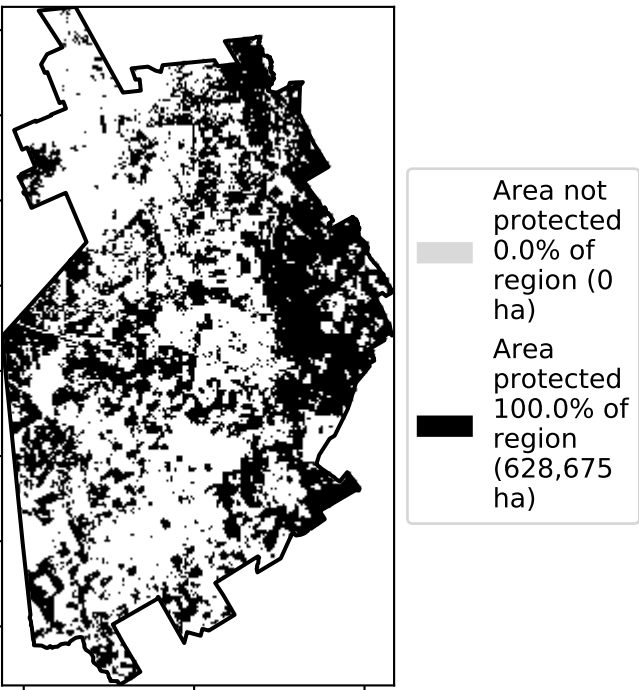 Area not
protected
0.0% of
region (0
ha)
Area
protected
100.0% of
region
(628,675
ha)